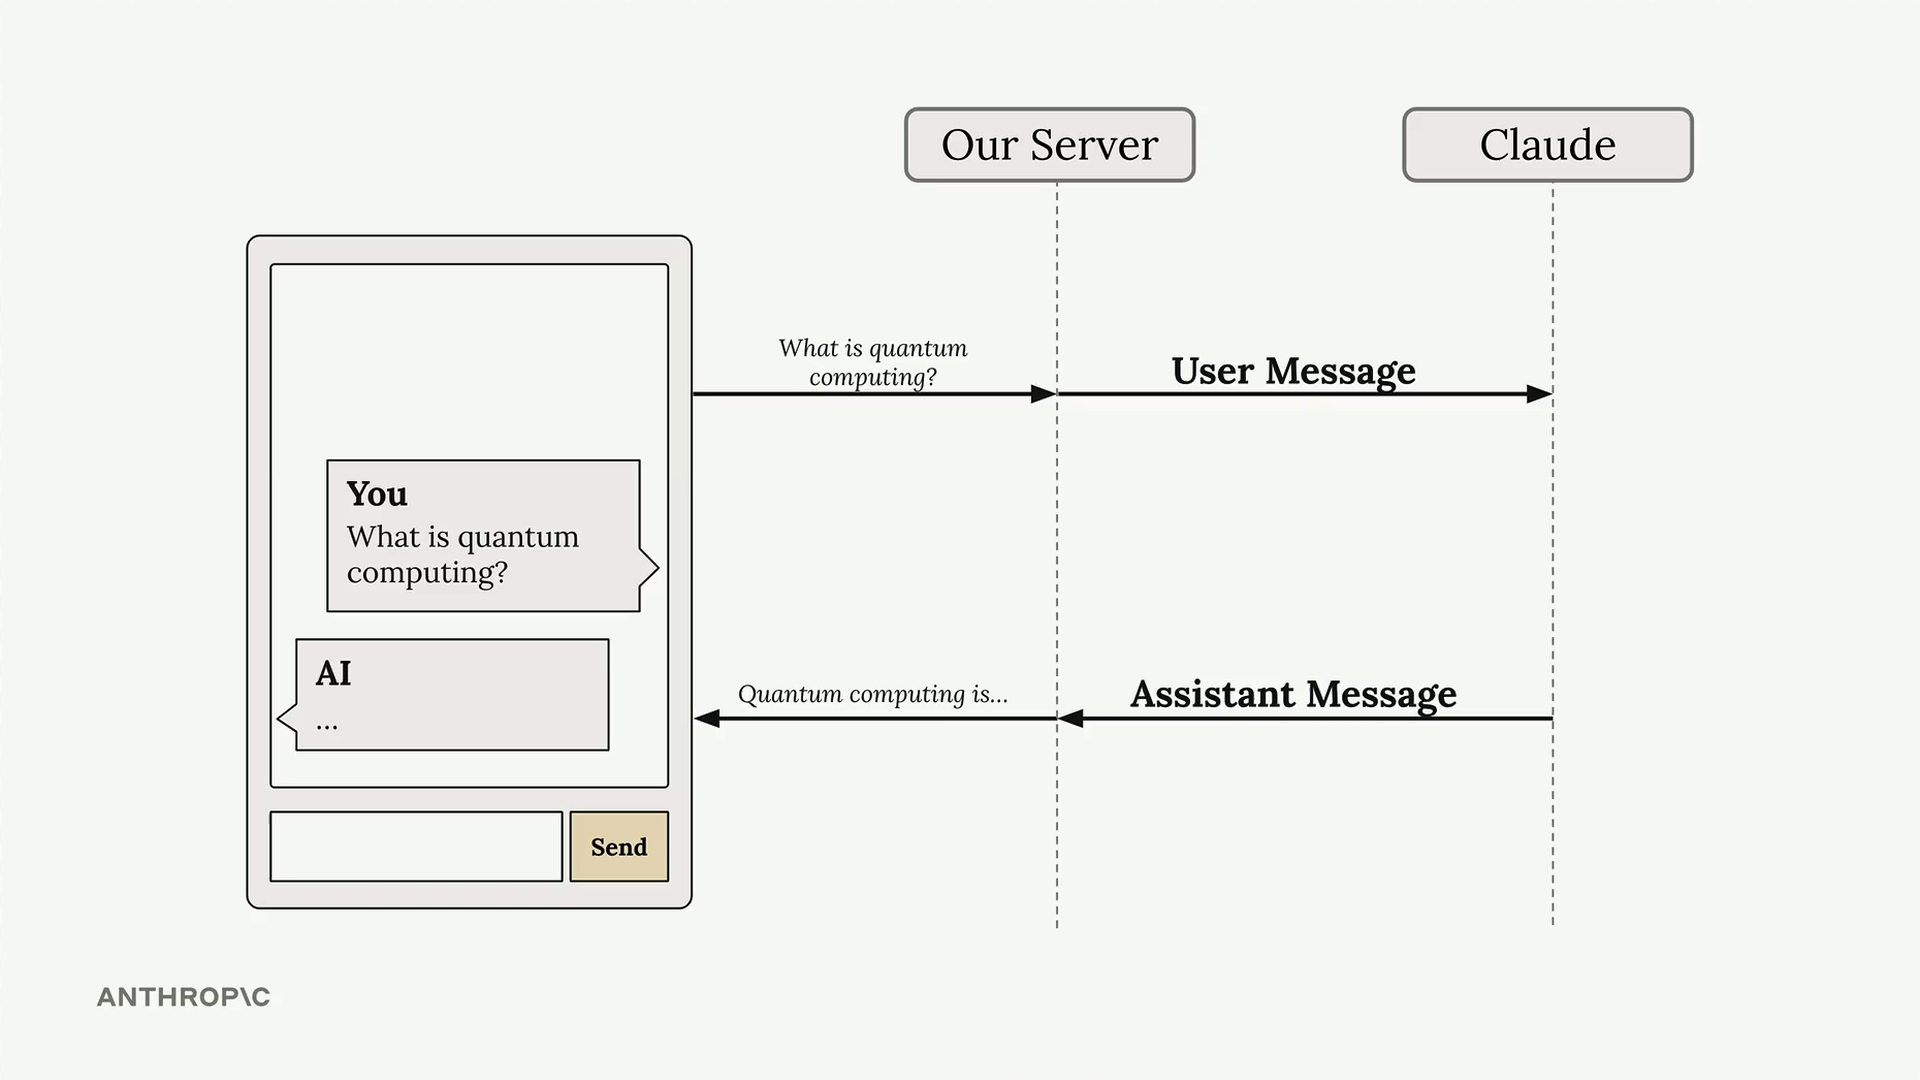 Our Server
Claude
What is quantum
computing?
User Message
You
What is quantum
computing?
AI
...
Quantum computing is...
Assistant Message
Send
ANTHROP\C